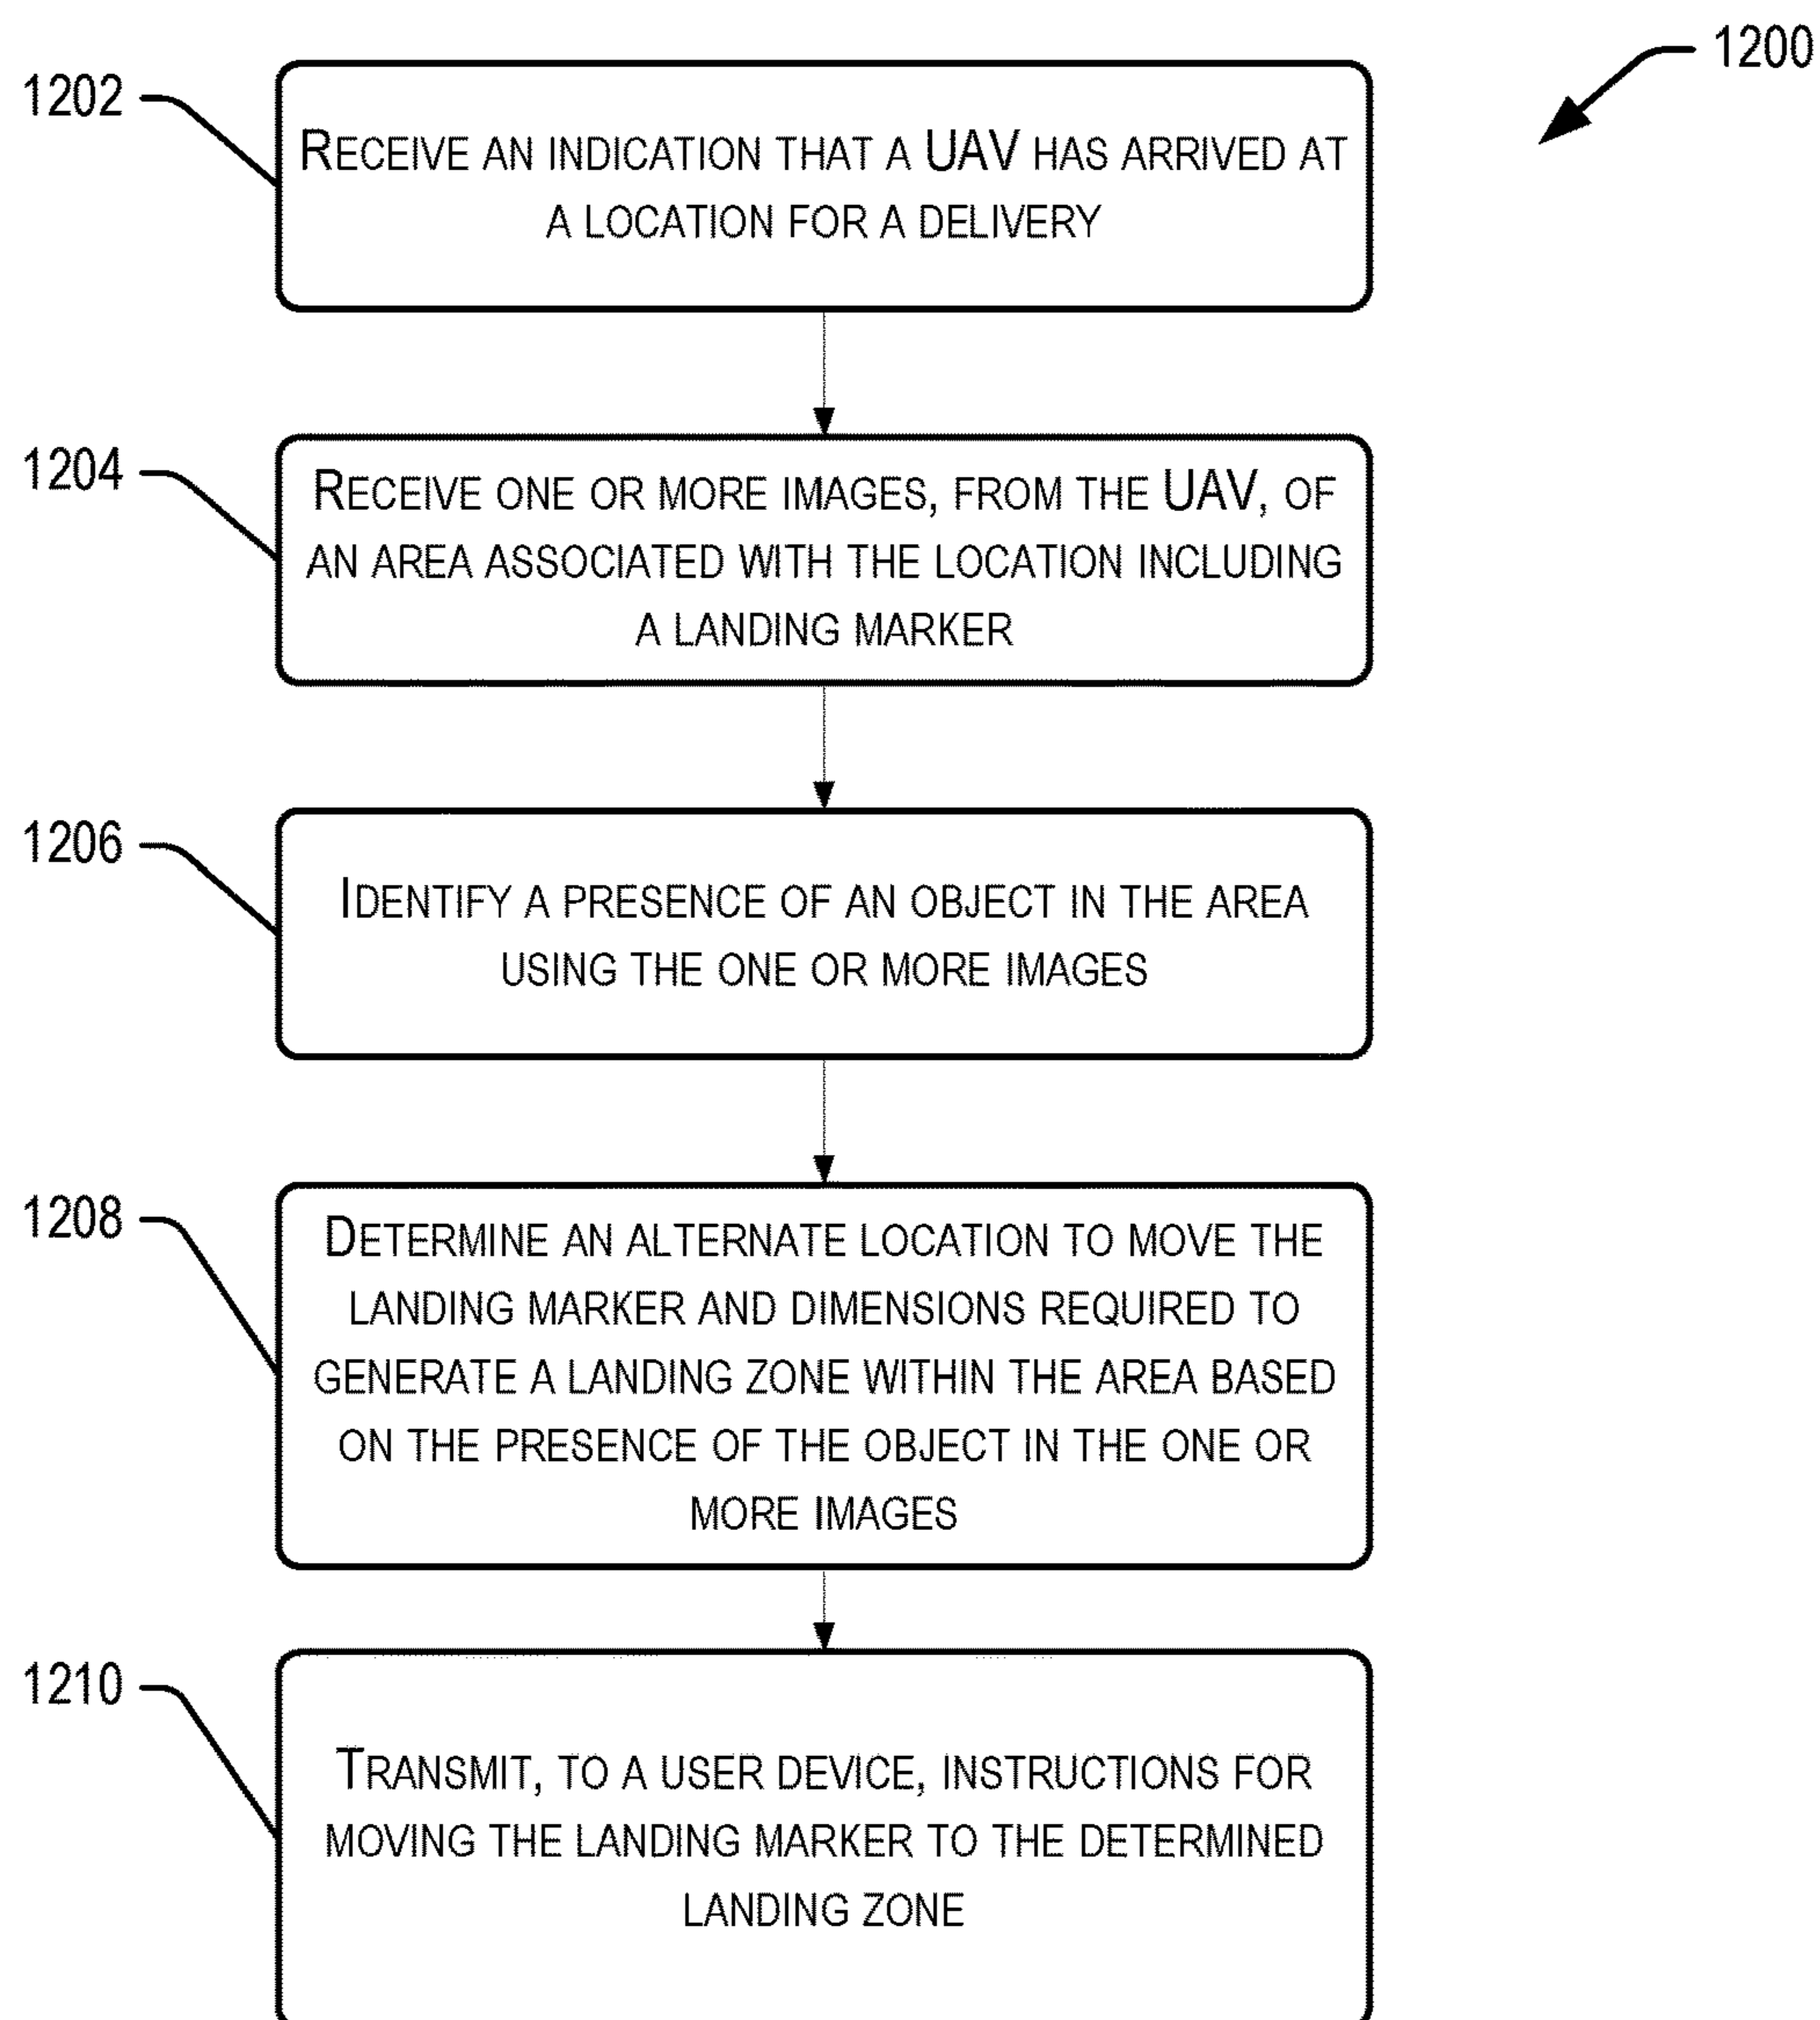 1200
1202
RECEIVE AN INDICATION THAT A UAV HAS ARRIVED AT
A LOCATION FOR A DELIVERY
1204
RECEIVE ONE OR MORE IMAGES, FROM THE UAV, OF
AN AREA ASSOCIATED WITH THE LOCATION INCLUDING
A LANDING MARKER
1206
IDENTIFY A PRESENCE OF AN OBJECT IN THE AREA
USING THE ONE OR MORE IMAGES
1208
DETERMINE AN ALTERNATE LOCATION TO MOVE THE
LANDING MARKER AND DIMENSIONS REQUIRED TO
GENERATE A LANDING ZONE WITHIN THE AREA BASED
ON THE PRESENCE OF THE OBJECT IN THE ONE OR
MORE IMAGES
1210
TRANSMIT, TO A USER DEVICE, INSTRUCTIONS FOR
MOVING THE LANDING MARKER TO THE DETERMINED
LANDING ZONE